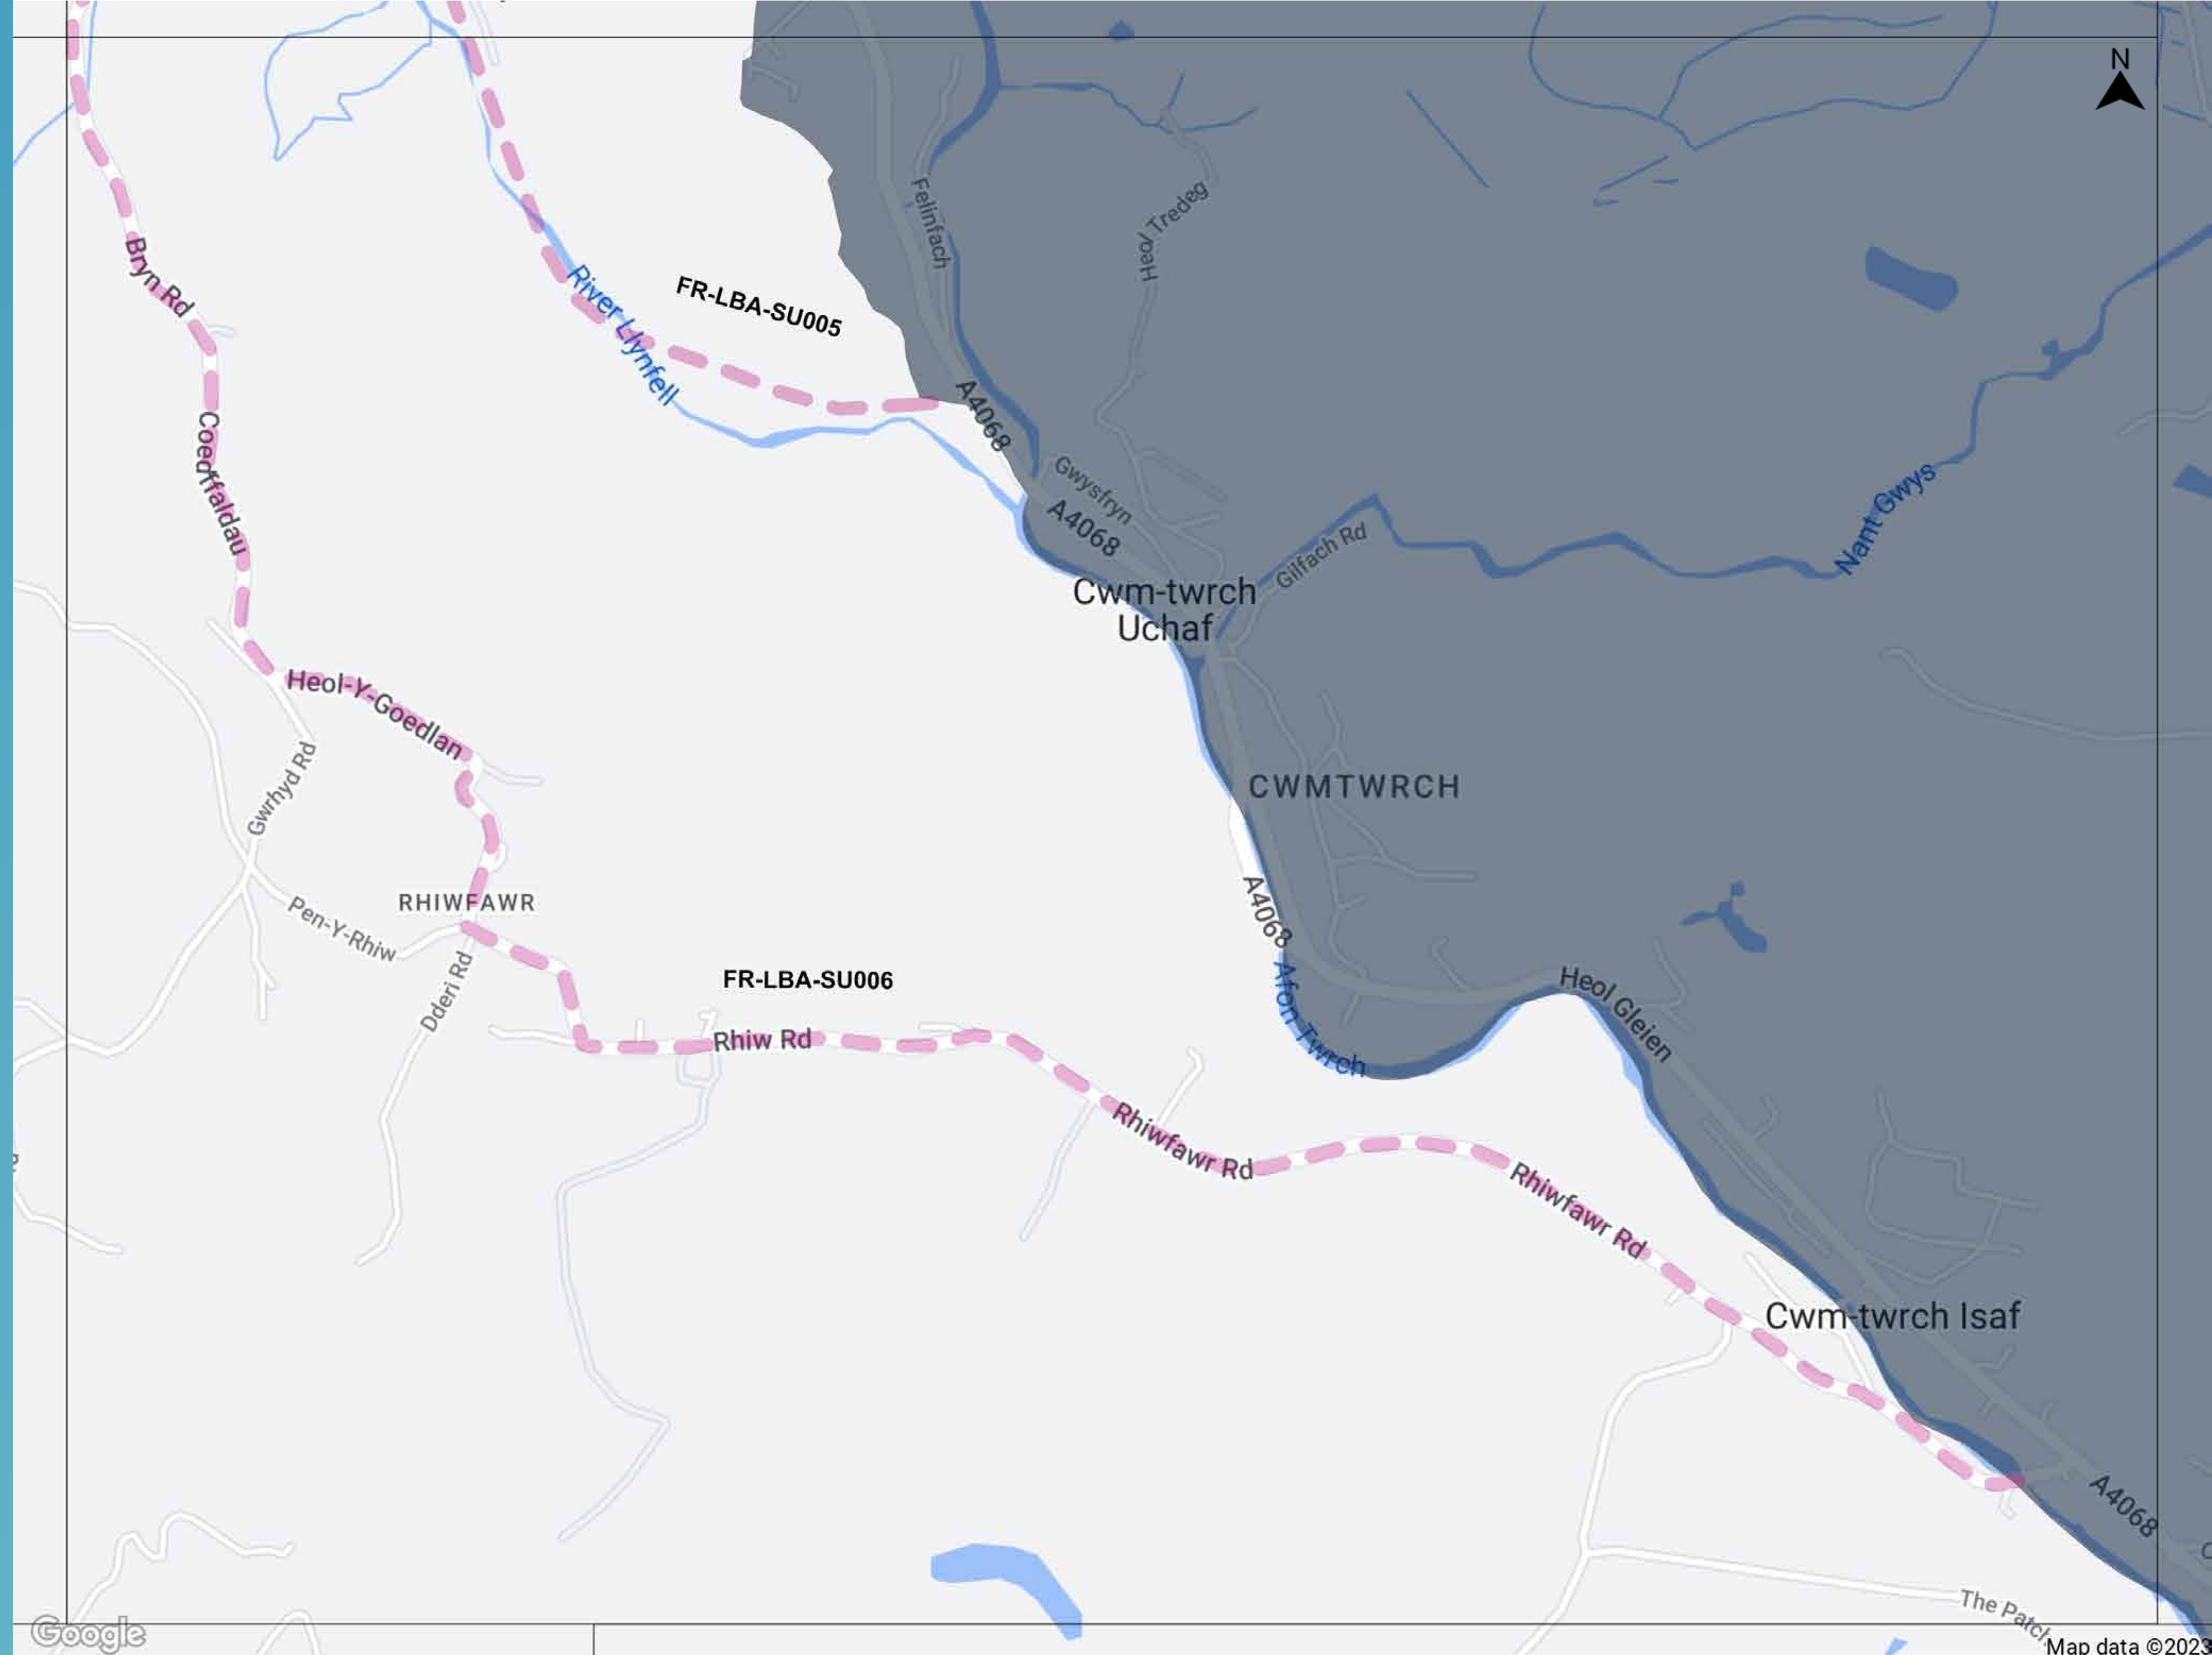 N
Felinfach
Heol Tredeg
Bryn Rd
River Llynfell
FR-LBA-SU005
A4068
Coedffaldau
Gwysfryn
A4068
Gilfach Rd
Nant Gwys
Cwm-twrch
Uchaf
Heol-Y-Goedlan
Gwrhyd Rd
CWMTWRCH
RHIWFAWR
Pen-Y-Rhiw
A4068
Dderi Rd
FR-LBA-SU006
Afon Twrch
Heol Gleien
Rhiw Rd
Rhiwfawr Rd
Rhiwfawr Rd
Cwm-twrch Isaf
A4068
The Patch
Google
Map data ©2023